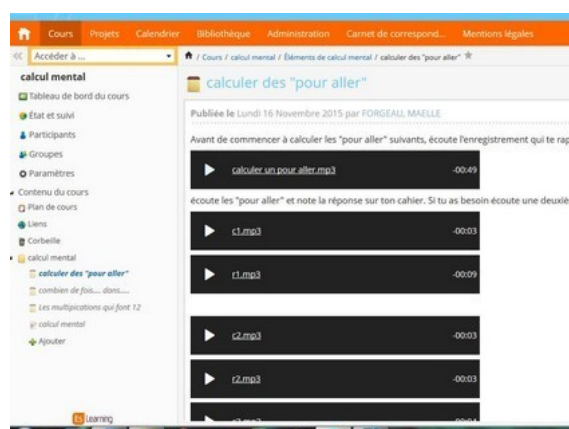 Cours Projets Calendrier Bibliothèque Administration Carnet de correspond... Mentions légales
Accéder à ...
/ Cours / calcul mental / Éléments de calcul mental / calculer des "pour aller"
calcul mental
Tableau de bord du cours
État et suivi
Participants
Groupes
Paramètres
Contenu du cours
Plan de cours
Liens
Corbeille
calcul mental
calculer des "pour aller"
combien de fois.... dans.....
Les multiplications qui font 12
calcul mental
Ajouter
its Learning
calculer des "pour aller"
Publiée le Lundi 16 Novembre 2015 par FORGEAU, MAELLE
Avant de commencer à calculer les "pour aller" suivants, écoute l'enregistrement qui te rap
calculer un pour aller.mp3 -00:49
écoute les "pour aller" et note la réponse sur ton cahier. Si tu as besoin écoute une deuxiè
c1.mp3 -00:03
r1.mp3 -00:09
c2.mp3 -00:03
r2.mp3 -00:03